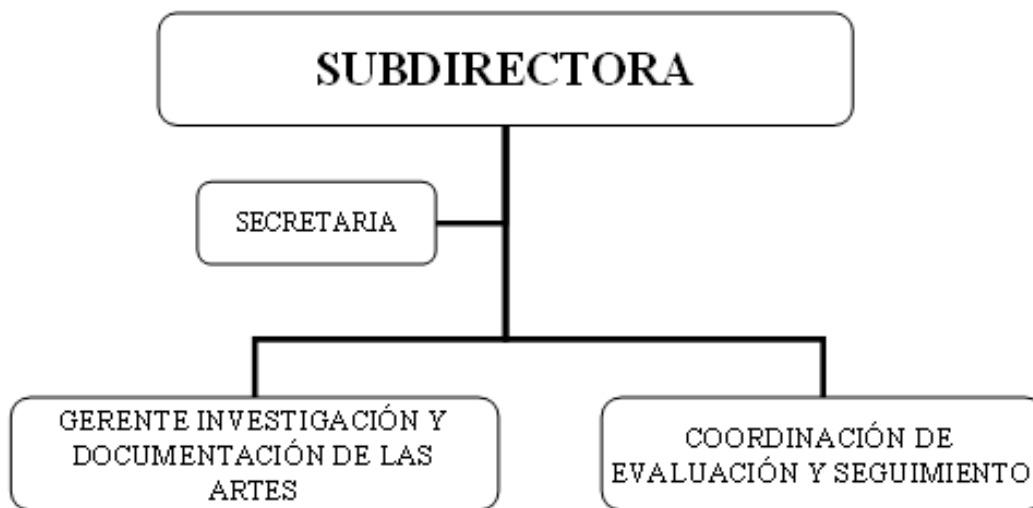 SUBDIRECTORA
SECRETARIA
GERENTE INVESTIGACIÓN Y
DOCUMENTACIÓN DE LAS
ARTES
COORDINACIÓN DE
EVALUACIÓN Y SEGUIMIENTO